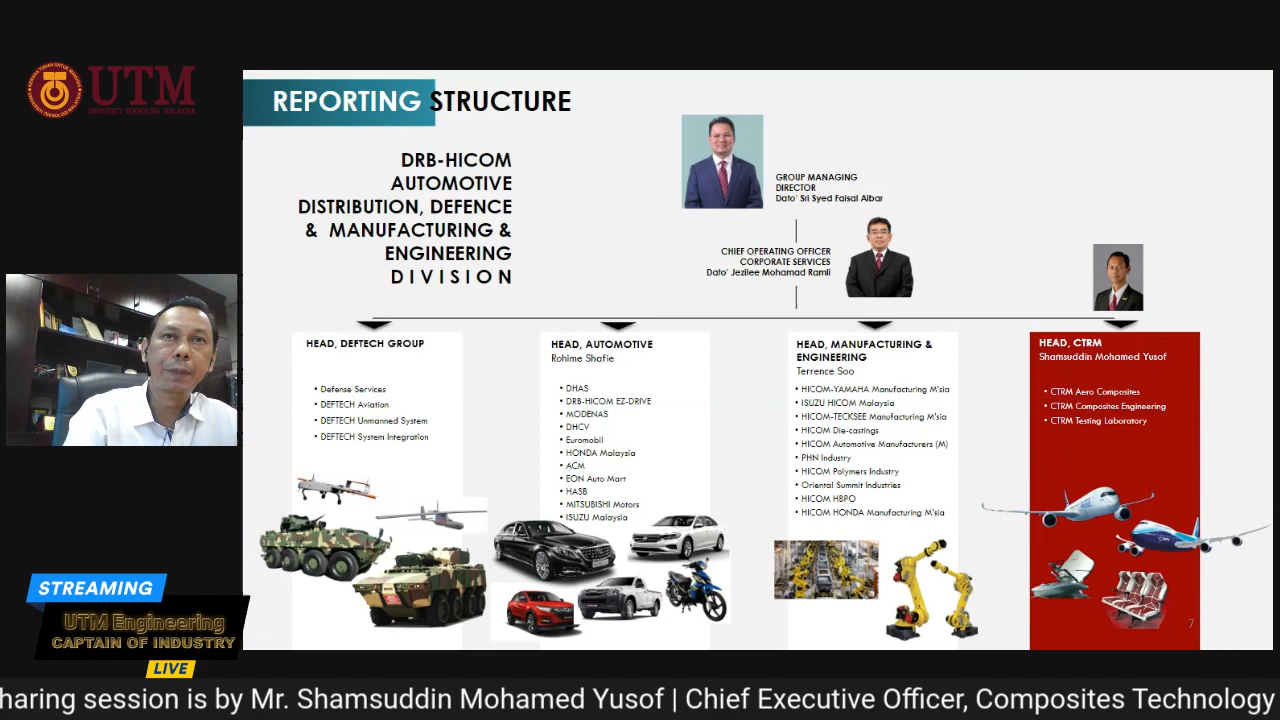 UTM
UNIVERSITI TEKNOLOGI MALAYSIA
REPORTING STRUCTURE
DRB-HICOM
AUTOMOTIVE
DISTRIBUTION, DEFENCE
& MANUFACTURING &
ENGINEERING
DIVISION
GROUP MANAGING
DIRECTOR
Dato' Sri Syed Faisal Albar
CHIEF OPERATING OFFICER
CORPORATE SERVICES
Dato' Jezilee Mohamad Ramli
HEAD, DEFTECH GROUP
• Defense Services
• DEFTECH Aviation
• DEFTECH Unmanned System
• DEFTECH System Integration
HEAD, AUTOMOTIVE
Rohime Shafie
• DHAS
• DRB-HICOM EZ-DRIVE
• MODENAS
• DHCV
• Euromobil
• HONDA Malaysia
• ACM
• EON Auto Mart
• HASB
• MITSUBISHI Motors
• ISUZU Malaysia
HEAD, MANUFACTURING &
ENGINEERING
Terrence Soo
• HICOM-YAMAHA Manufacturing M'sia
• ISUZU HICOM Malaysia
• HICOM-TECKSEE Manufacturing M'sia
• HICOM Die-castings
• HICOM Automotive Manufacturers (M)
• PHN Industry
• HICOM Polymers Industry
• Oriental Summit Industries
• HICOM HBPO
• HICOM HONDA Manufacturing M'sia
HEAD, CTRM
Shamsuddin Mohamed Yusof
• CTRM Aero Composites
• CTRM Composites Engineering
• CTRM Testing Laboratory
7
STREAMING
UTM Engineering
CAPTAIN OF INDUSTRY
LIVE
haring session is by Mr. Shamsuddin Mohamed Yusof | Chief Executive Officer, Composites Technology